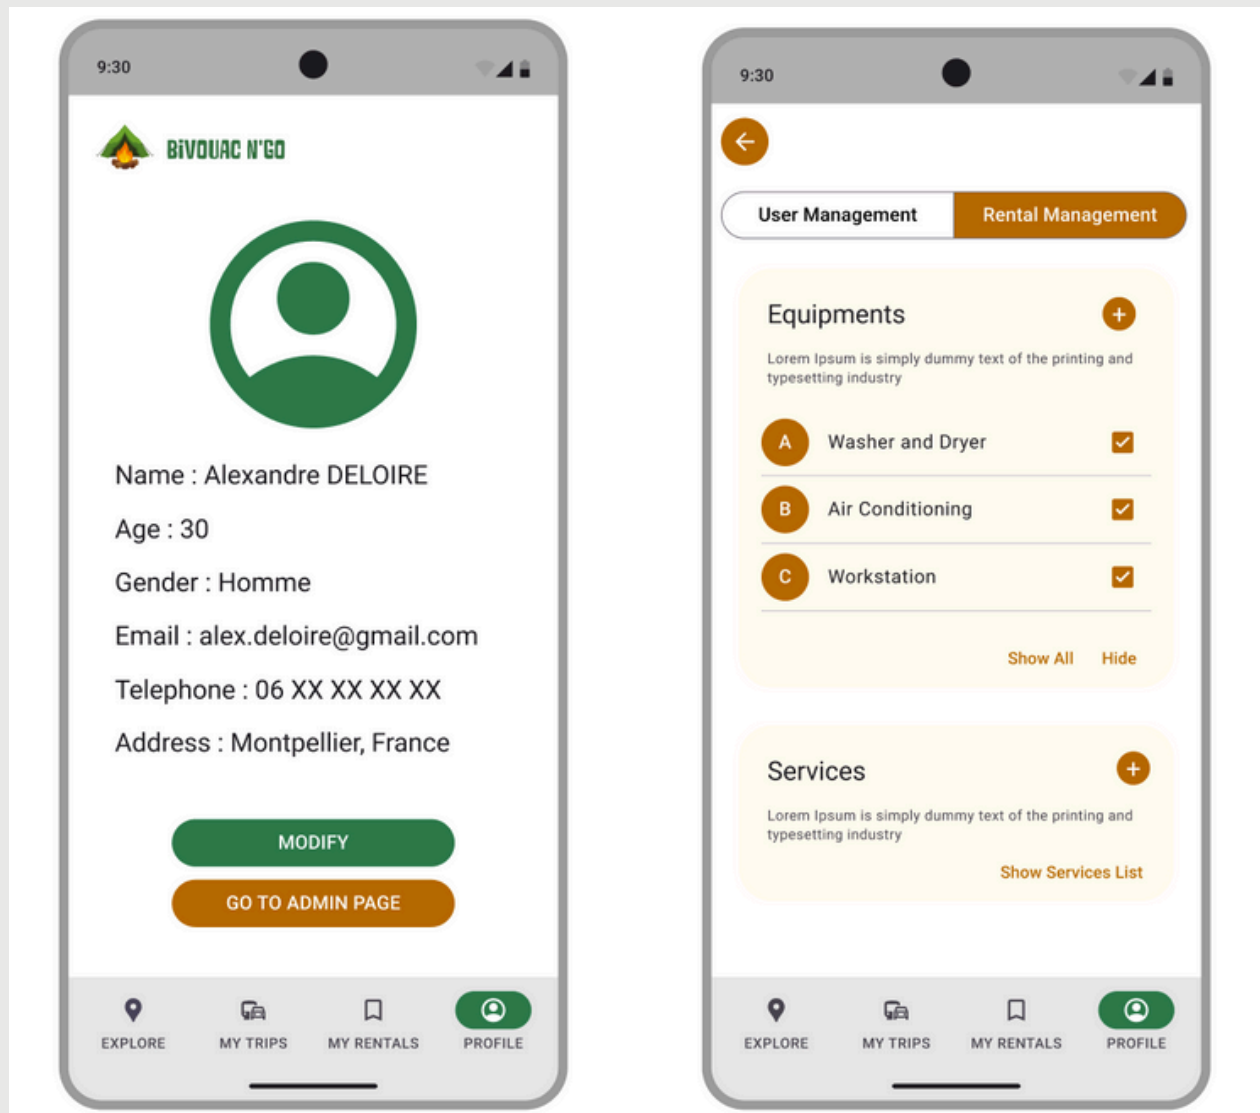 9:30
BiVOUAC N'GO
Name : Alexandre DELOIRE
Age : 30
Gender : Homme
Email : alex.deloire@gmail.com
Telephone : 06 XX XX XX XX
Address : Montpellier, France
MODIFY
GO TO ADMIN PAGE
EXPLORE
MY TRIPS
MY RENTALS
PROFILE
9:30
User Management
Rental Management
Equipments
Lorem Ipsum is simply dummy text of the printing and
typesetting industry
A Washer and Dryer
B Air Conditioning
C Workstation
Show All Hide
Services
Lorem Ipsum is simply dummy text of the printing and
typesetting industry
Show Services List
EXPLORE
MY TRIPS
MY RENTALS
PROFILE